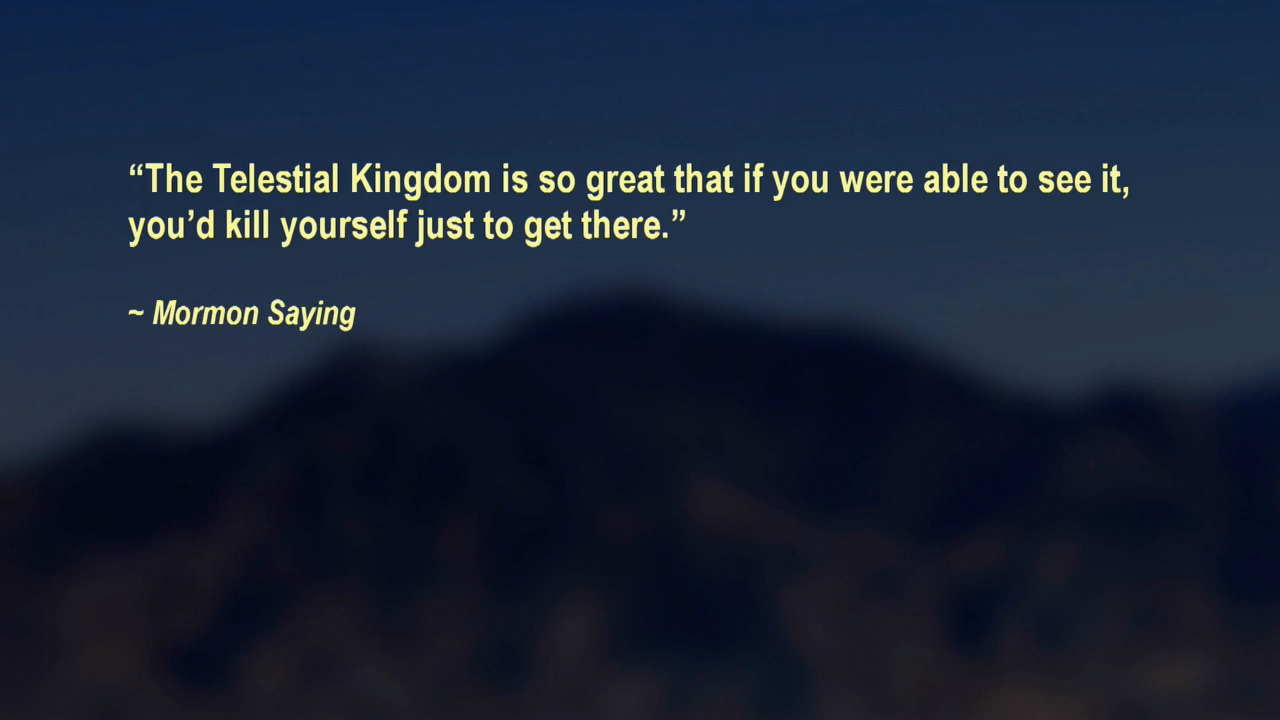 “The Telestial Kingdom is so great that if you were able to see it,
you’d kill yourself just to get there.”
~ Mormon Saying